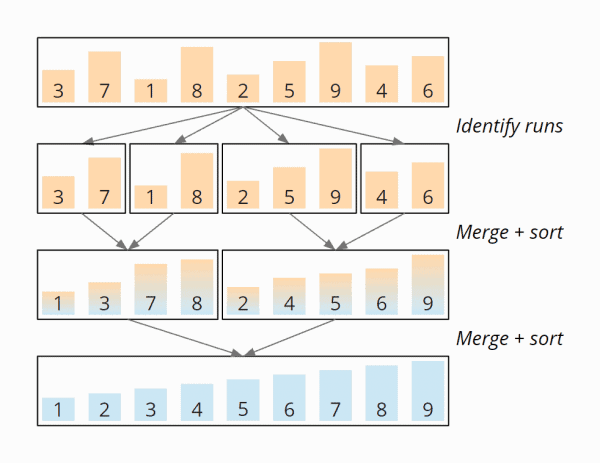 3 7 1 8 2 5 9 4 6
Identify runs
3 7 1 8 2 5 9 4 6
Merge + sort
1 3 7 8 2 4 5 6 9
Merge + sort
1 2 3 4 5 6 7 8 9